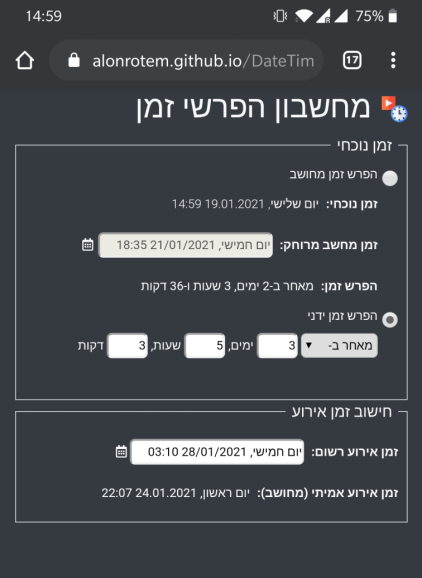 14:59
75%
alonrotem.github.io/DateTim
17
מחשבון הפרשי זמן
זמן נוכחי
הפרש זמן מחושב
זמן נוכחי: יום שלישי, 19.01.2021 14:59
זמן מחשב מרוחק: יום חמישי, 21/01/2021 18:35
הפרש זמן: מאחר ב-2 ימים, 3 שעות ו-36 דקות
הפרש זמן ידני
מאחר ב- 3 ימים, 5 שעות, 3 דקות
חישוב זמן אירוע
זמן אירוע רשום: יום חמישי, 28/01/2021 03:10
זמן אירוע אמיתי (מחושב): יום ראשון, 24.01.2021 22:07